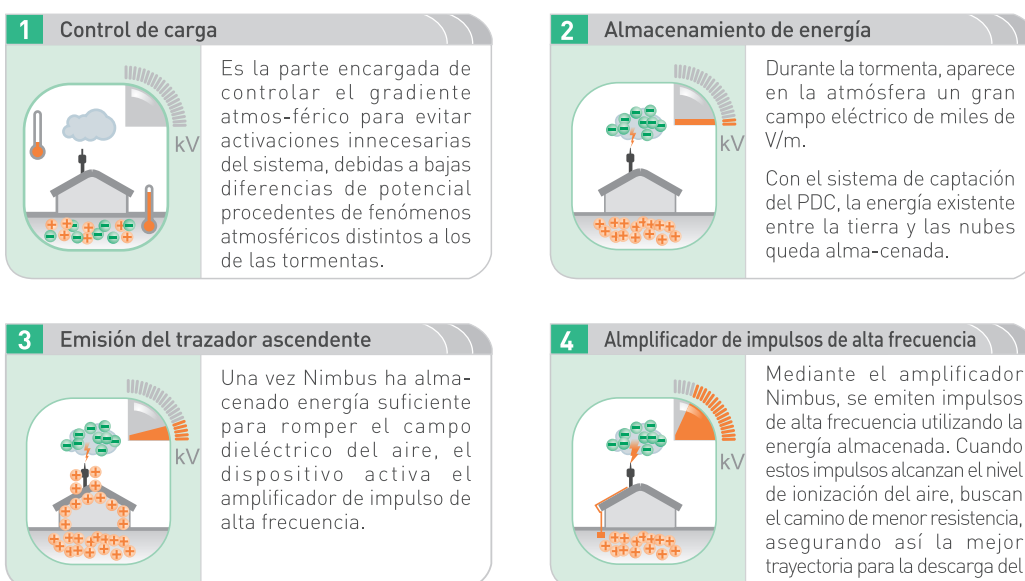 1 Control de carga
kV
Es la parte encargada de
controlar el gradiente
atmos-férico para evitar
activaciones innecesarias
del sistema, debidas a bajas
diferencias de potencial
procedentes de fenómenos
atmosféricos distintos a los
de las tormentas.
2 Almacenamiento de energía
kV
Durante la tormenta, aparece
en la atmósfera un gran
campo eléctrico de miles de
V/m.
Con el sistema de captación
del PDC, la energía existente
entre la tierra y las nubes
queda alma-cenada.
3 Emisión del trazador ascendente
kV
Una vez Nimbus ha alma-
cenado energía suficiente
para romper el campo
dieléctrico del aire, el
dispositivo activa el
amplificador de impulso de
alta frecuencia.
4 Almplificador de impulsos de alta frecuencia
kV
Mediante el amplificador
Nimbus, se emiten impulsos
de alta frecuencia utilizando la
energía almacenada. Cuando
estos impulsos alcanzan el nivel
de ionización del aire, buscan
el camino de menor resistencia,
asegurando así la mejor
trayectoria para la descarga del